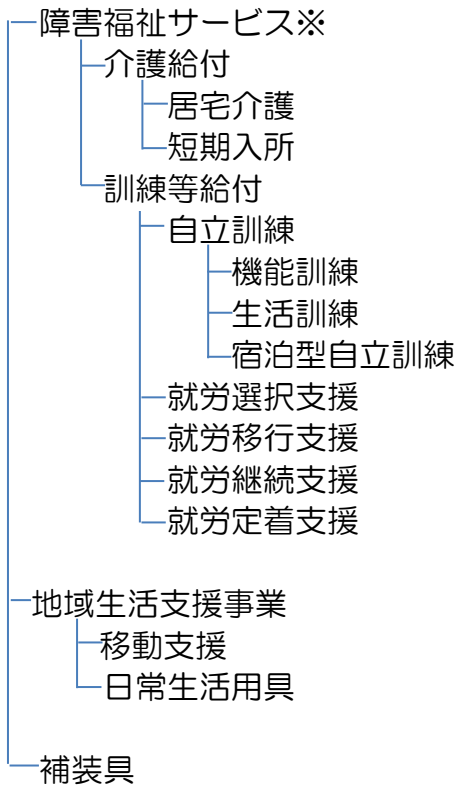 障害福祉サービス※
介護給付
居宅介護
短期入所
訓練等給付
自立訓練
機能訓練
生活訓練
宿泊型自立訓練
就労選択支援
就労移行支援
就労継続支援
就労定着支援
地域生活支援事業
移動支援
日常生活用具
補装具